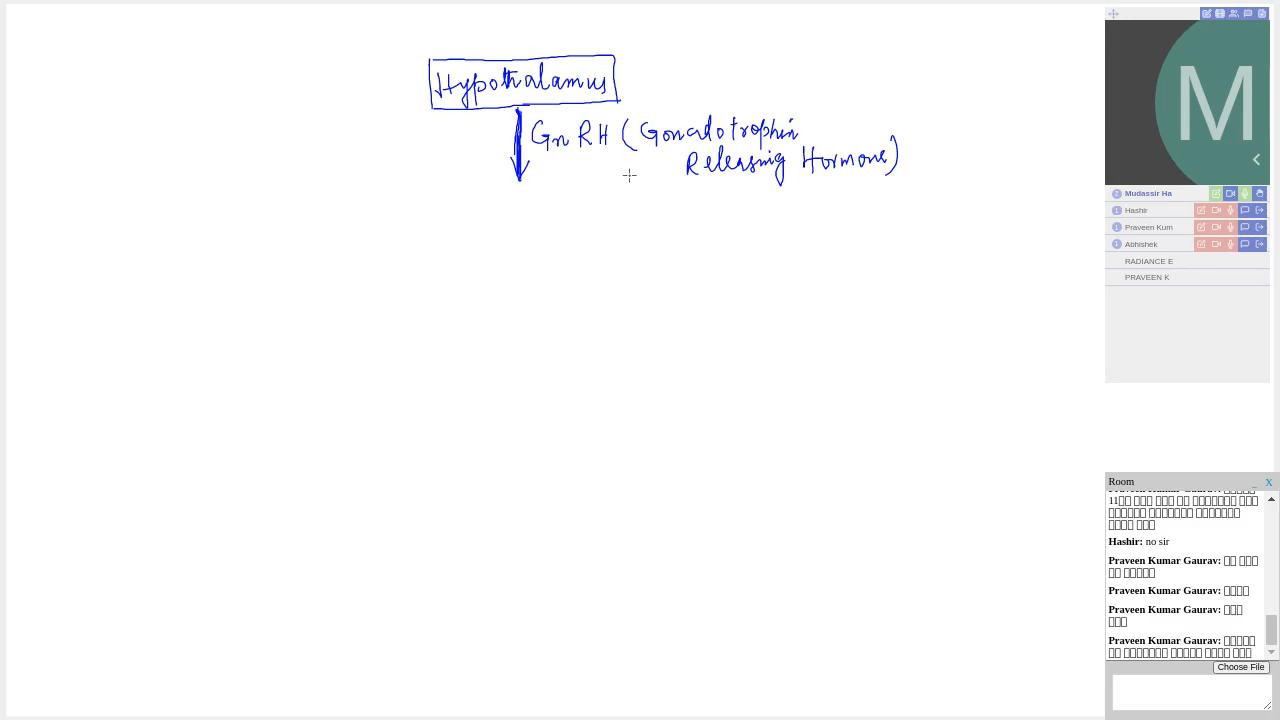 Hypothalamus
GnRH (Gonadotrophin
Releasing Hormone)
M
Mudassir Ha
Hashir
Praveen Kum
Abhishek
RADIANCE E
PRAVEEN K
Room
_ X
11
Hashir: no sir
Praveen Kumar Gaurav:
Praveen Kumar Gaurav:
Praveen Kumar Gaurav:
Praveen Kumar Gaurav:
Choose File